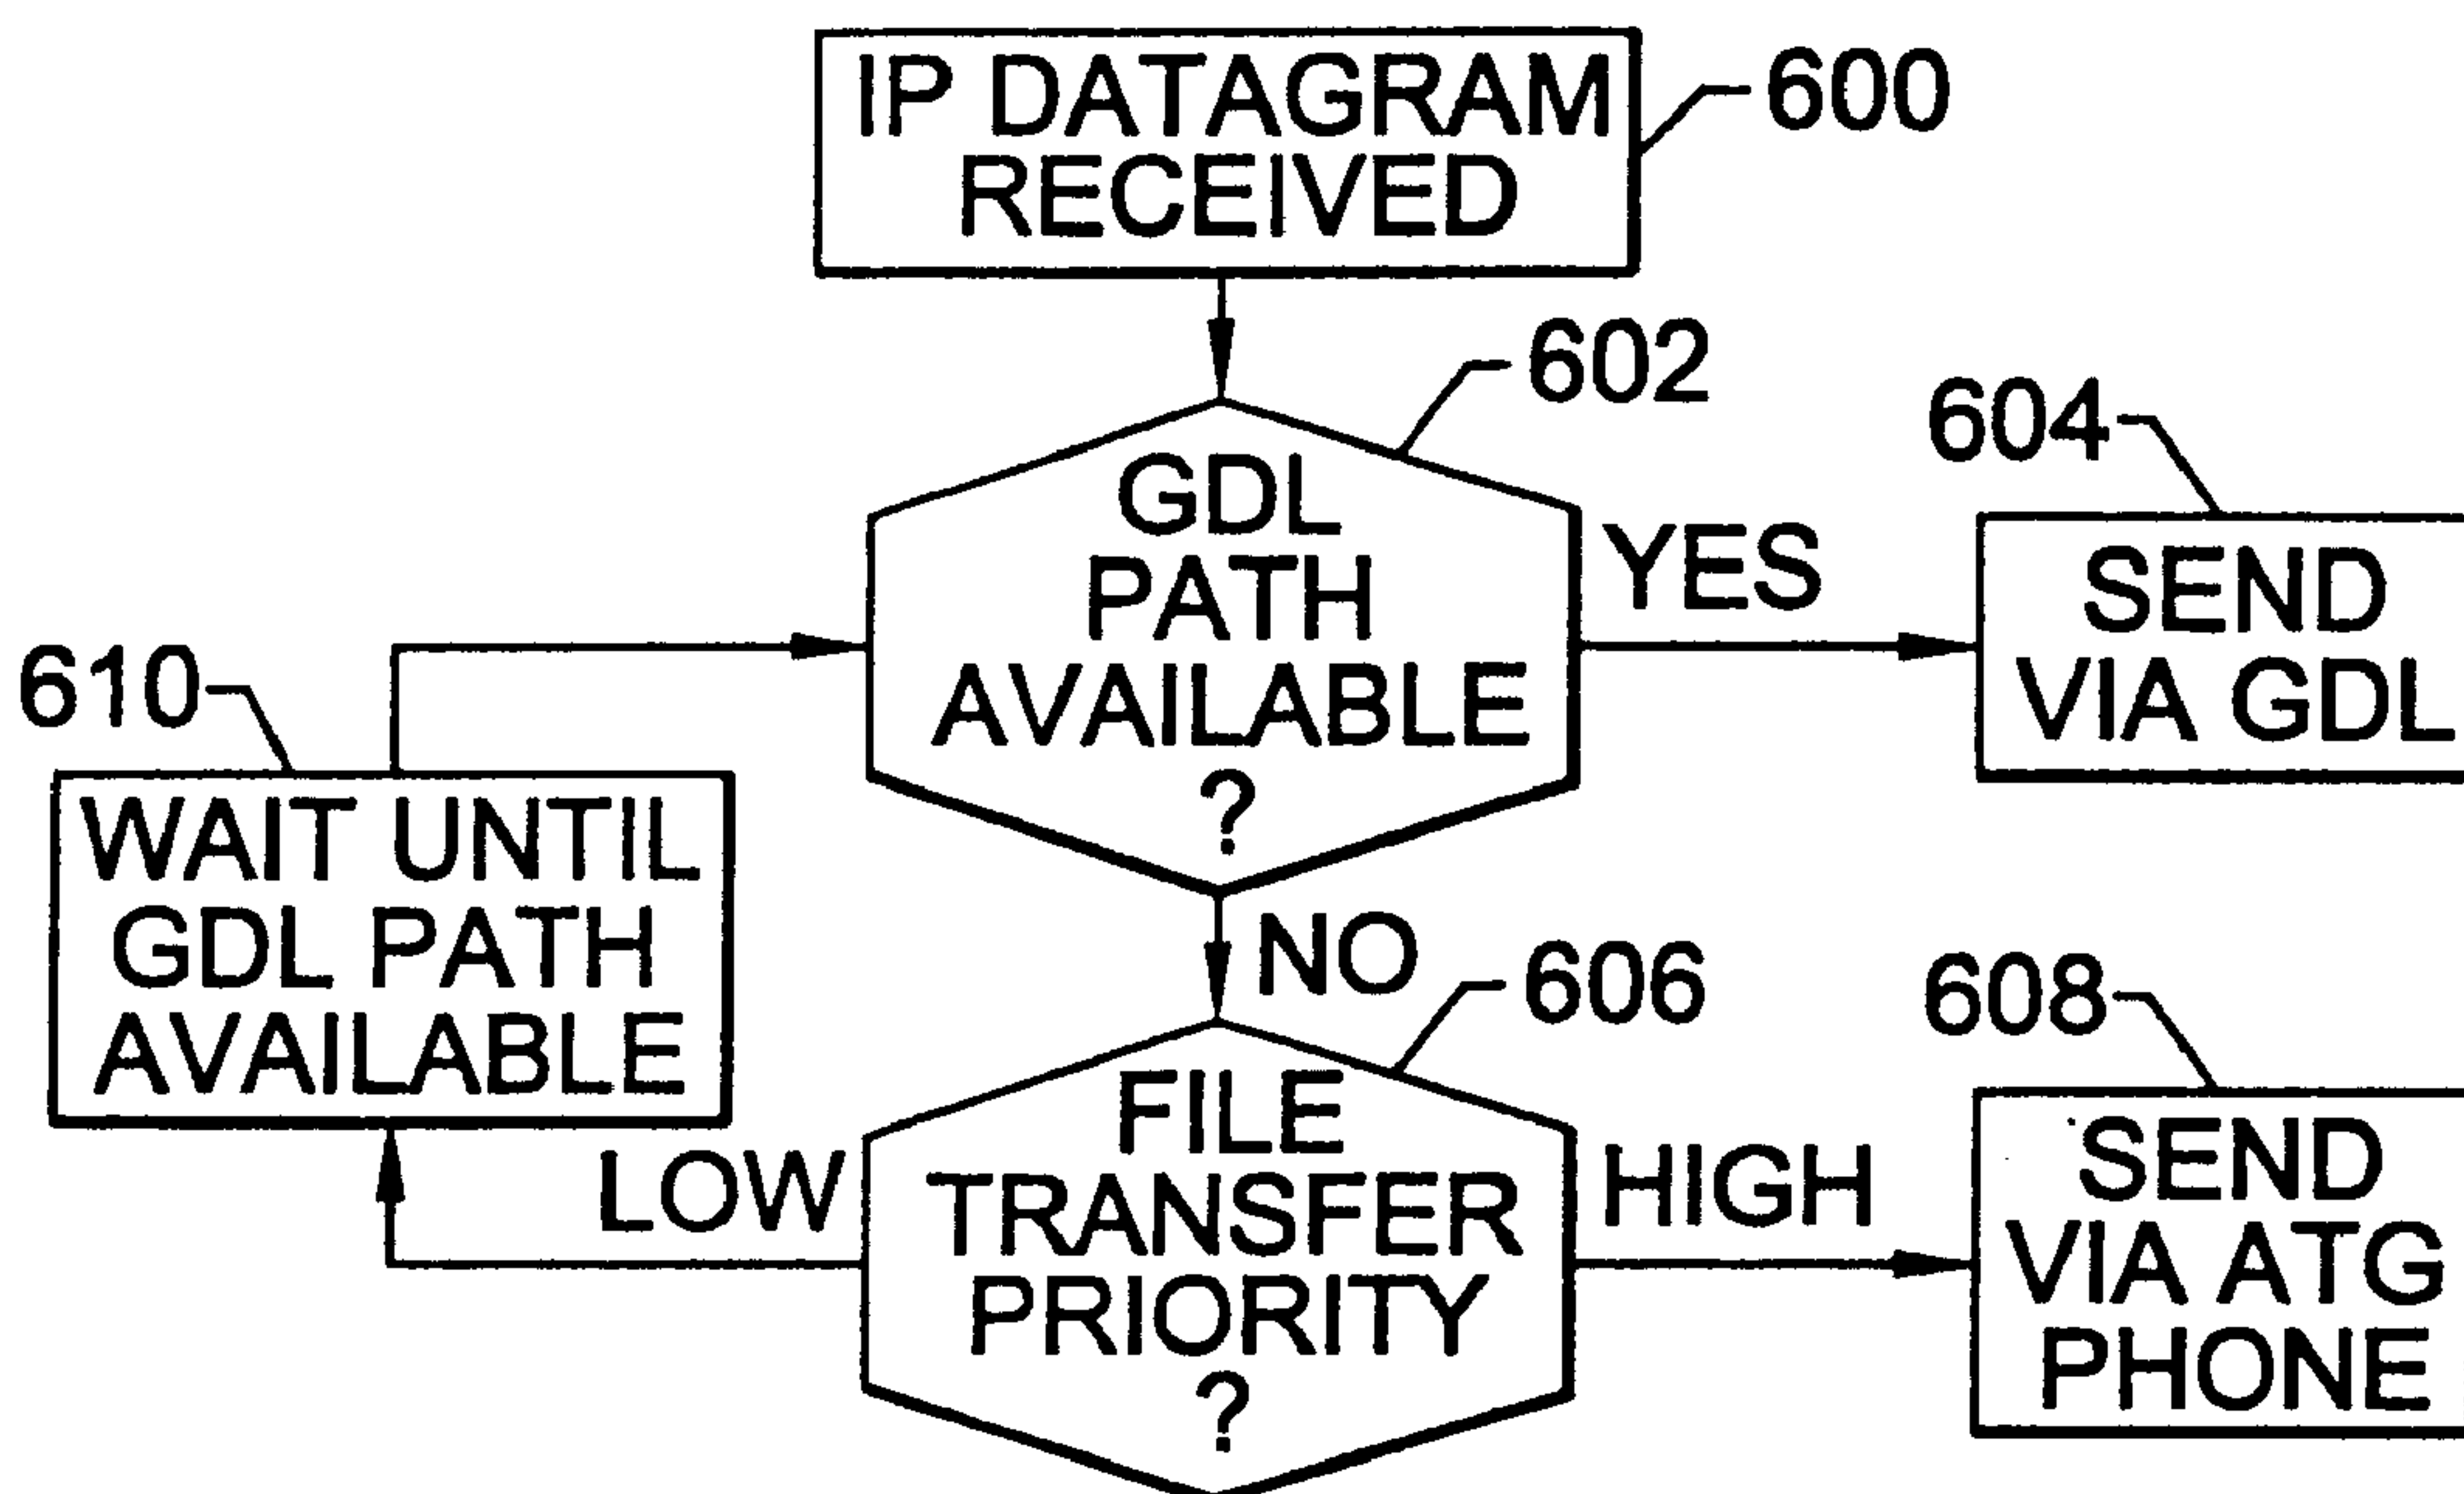 IP DATAGRAM
RECEIVED
600
602
GDL
PATH
AVAILABLE
?
YES
604
SEND
VIA GDL
610
WAIT UNTIL
GDL PATH
AVAILABLE
NO
606
FILE
TRANSFER
PRIORITY
?
LOW
HIGH
608
SEND
VIA ATG
PHONE